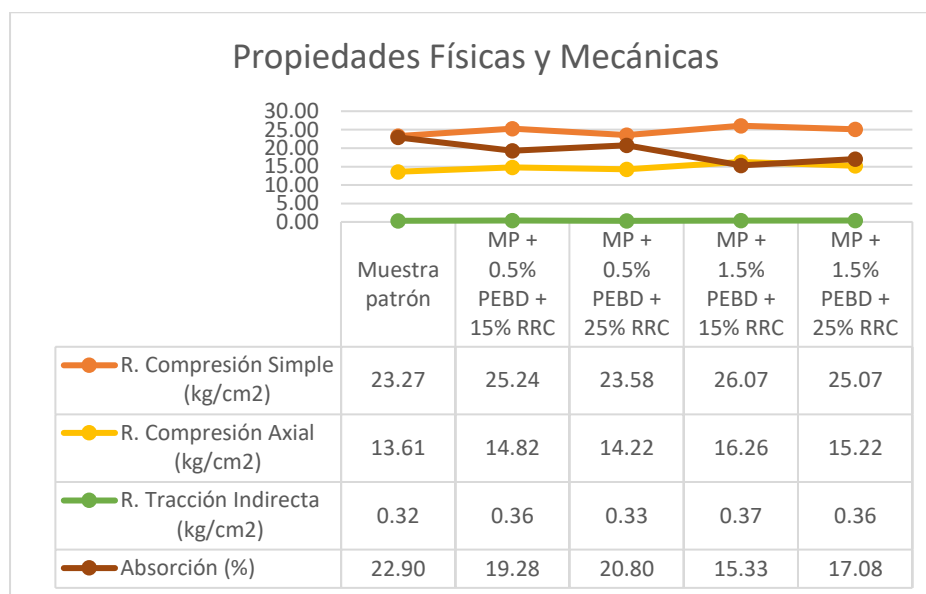 Propiedades Físicas y Mecánicas
30.00
25.00
20.00
15.00
10.00
5.00
0.00
Muestra
patrón
MP +
0.5%
PEBD +
15% RRC
MP +
0.5%
PEBD +
25% RRC
MP +
1.5%
PEBD +
15% RRC
MP +
1.5%
PEBD +
25% RRC
R. Compresión Simple
(kg/cm2)
23.27 25.24 23.58 26.07 25.07
R. Compresión Axial
(kg/cm2)
13.61 14.82 14.22 16.26 15.22
R. Tracción Indirecta
(kg/cm2)
0.32 0.36 0.33 0.37 0.36
Absorción (%) 22.90 19.28 20.80 15.33 17.08